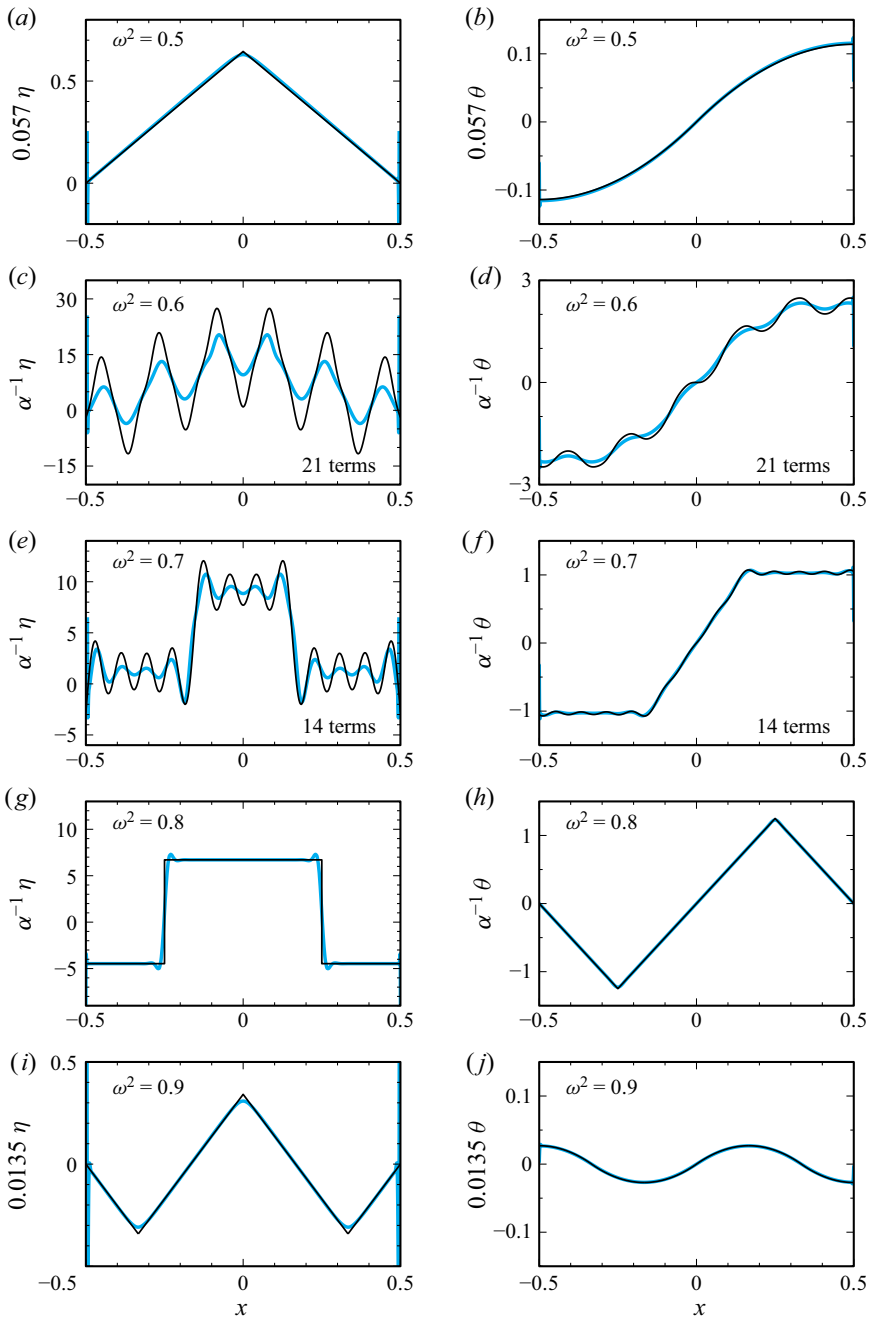 (a)
ω² = 0.5
0.5
0
0.057 η
−0.5 0 0.5
(b)
ω² = 0.5
0.1
0
−0.1
0.057 θ
−0.5 0 0.5
(c)
ω² = 0.6
30
15
0
−15
α⁻¹ η
21 terms
−0.5 0 0.5
(d)
ω² = 0.6
3
0
−3
α⁻¹ θ
21 terms
−0.5 0 0.5
(e)
ω² = 0.7
10
5
0
−5
α⁻¹ η
14 terms
−0.5 0 0.5
(f)
ω² = 0.7
1
0
−1
α⁻¹ θ
14 terms
−0.5 0 0.5
(g)
ω² = 0.8
10
5
0
−5
α⁻¹ η
−0.5 0 0.5
(h)
ω² = 0.8
1
0
−1
α⁻¹ θ
−0.5 0 0.5
(i)
ω² = 0.9
0.5
0
−0.5
0.0135 η
−0.5 0 0.5
x
(j)
ω² = 0.9
0.1
0
−0.1
0.0135 θ
−0.5 0 0.5
x